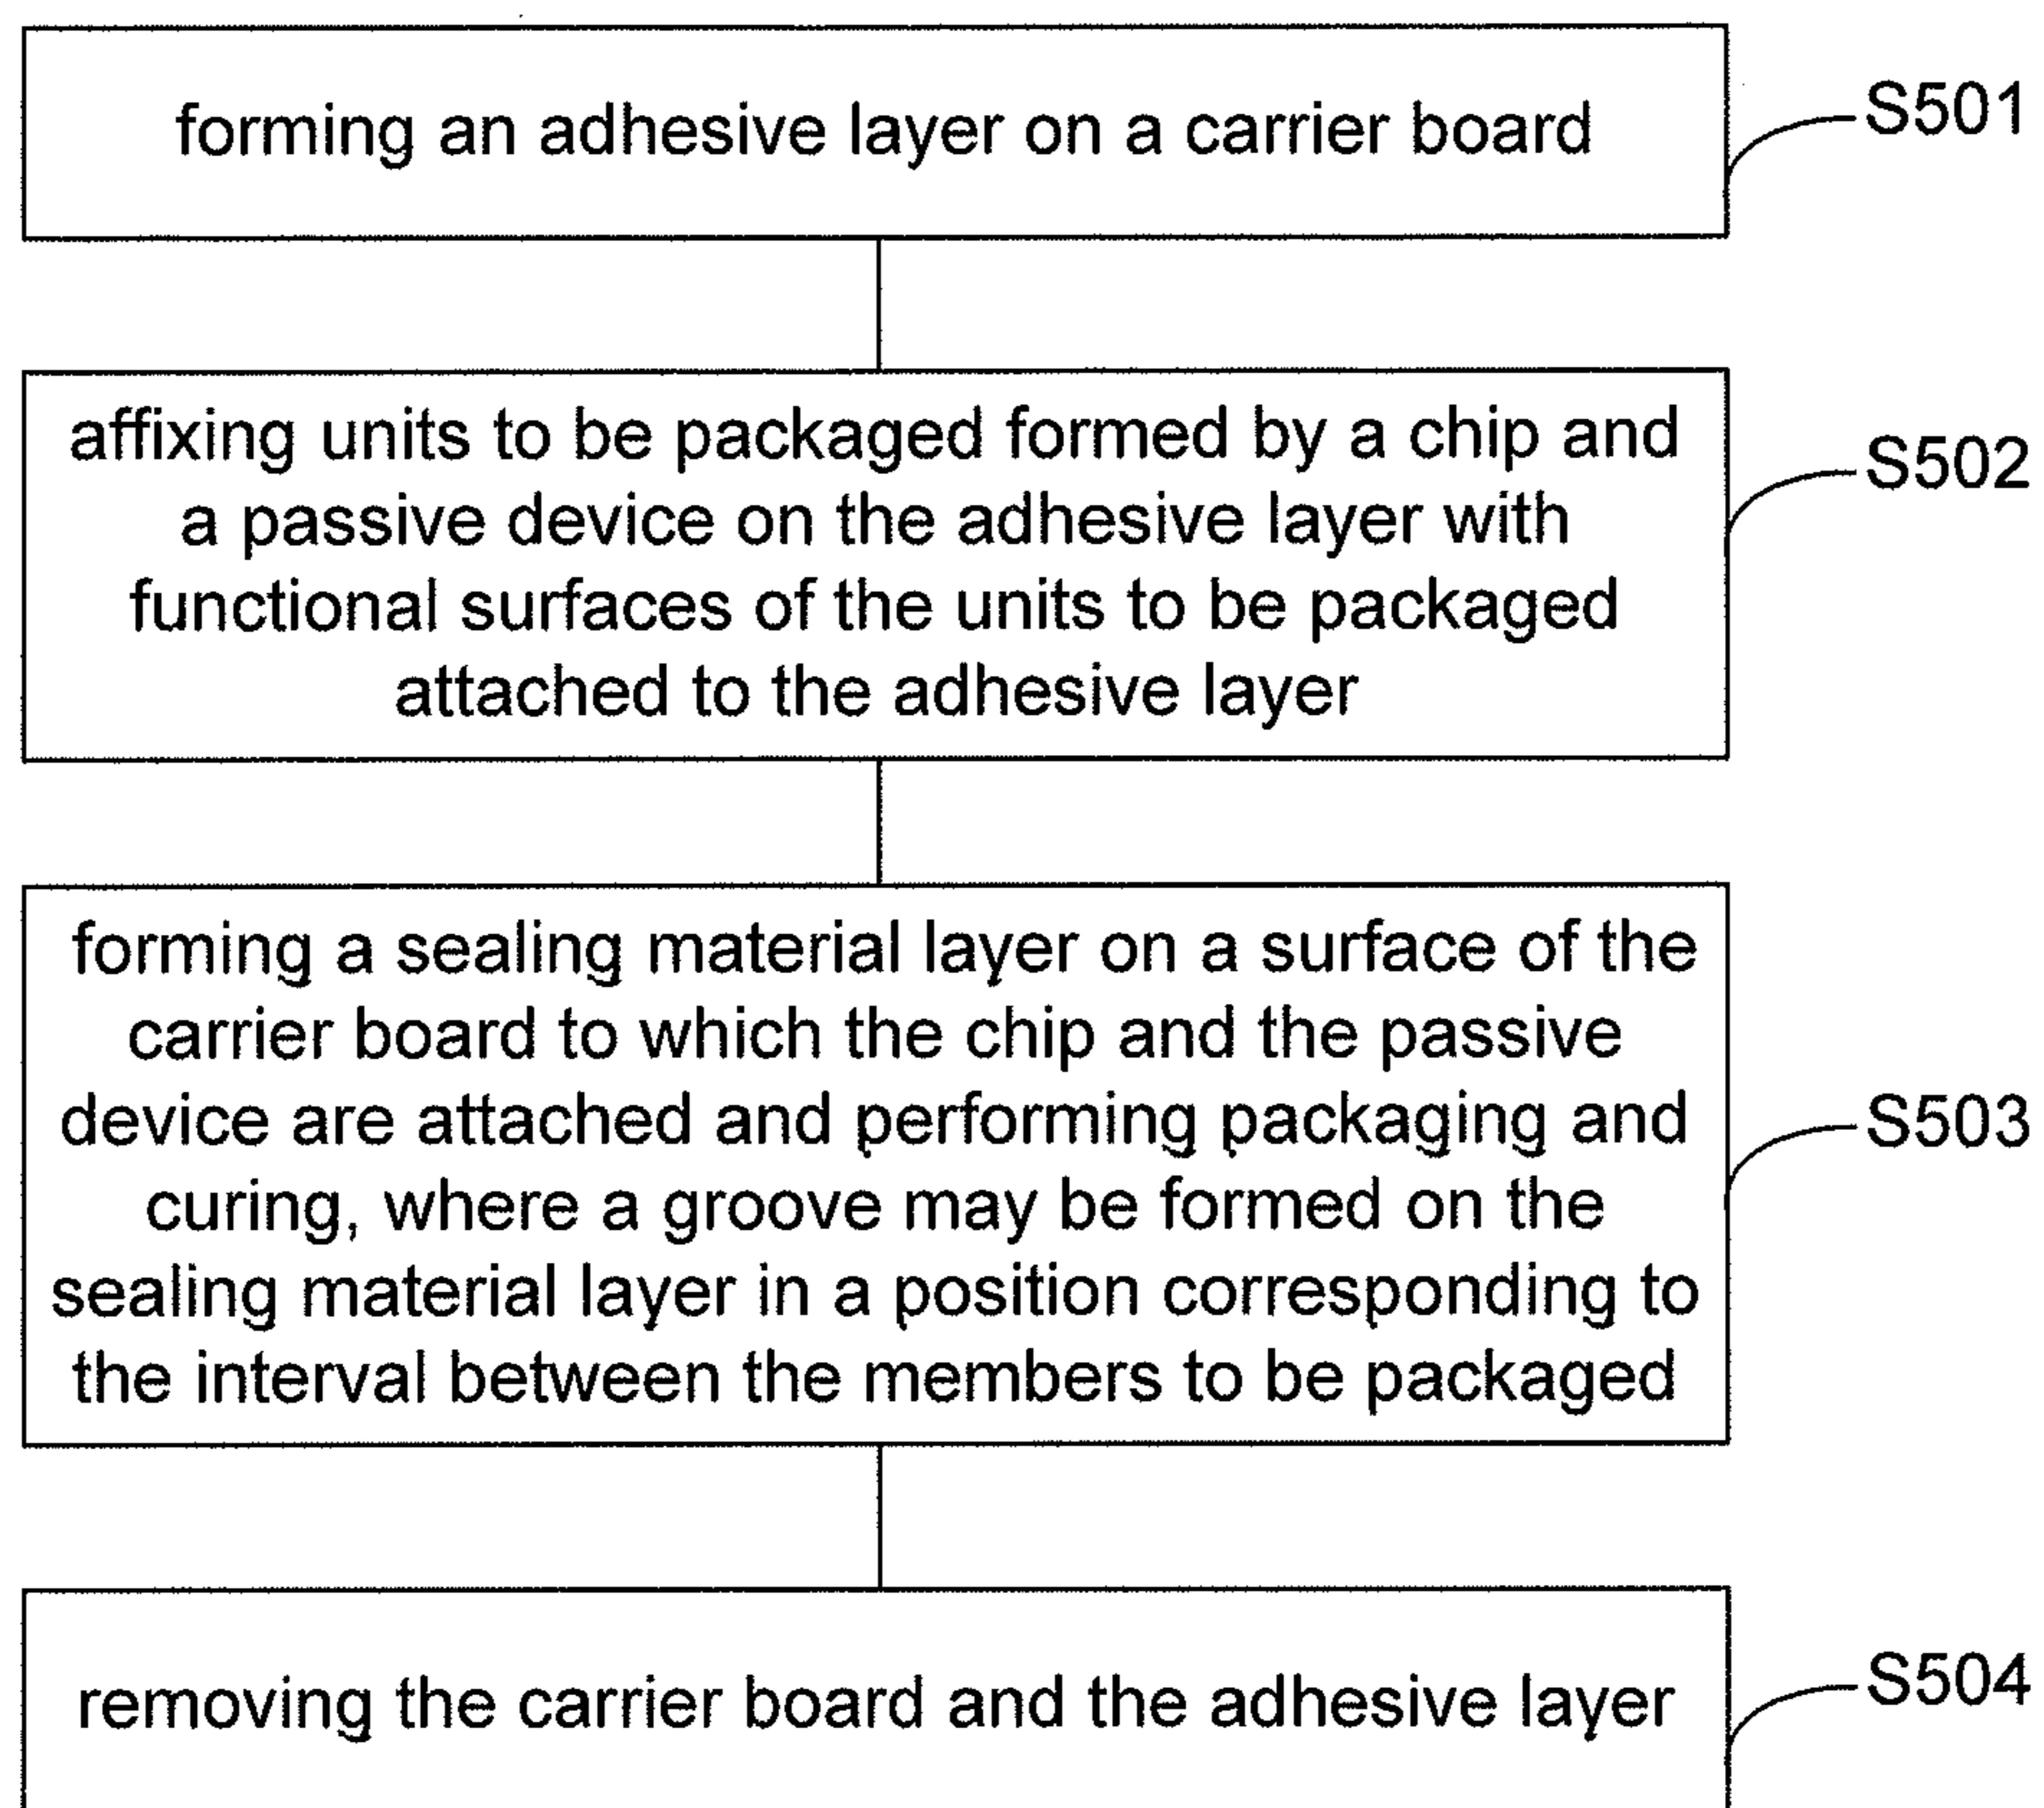 forming an adhesive layer on a carrier board
S501
affixing units to be packaged formed by a chip and
a passive device on the adhesive layer with
functional surfaces of the units to be packaged
attached to the adhesive layer
S502
forming a sealing material layer on a surface of the
carrier board to which the chip and the passive
device are attached and performing packaging and
curing, where a groove may be formed on the
sealing material layer in a position corresponding to
the interval between the members to be packaged
S503
removing the carrier board and the adhesive layer
S504